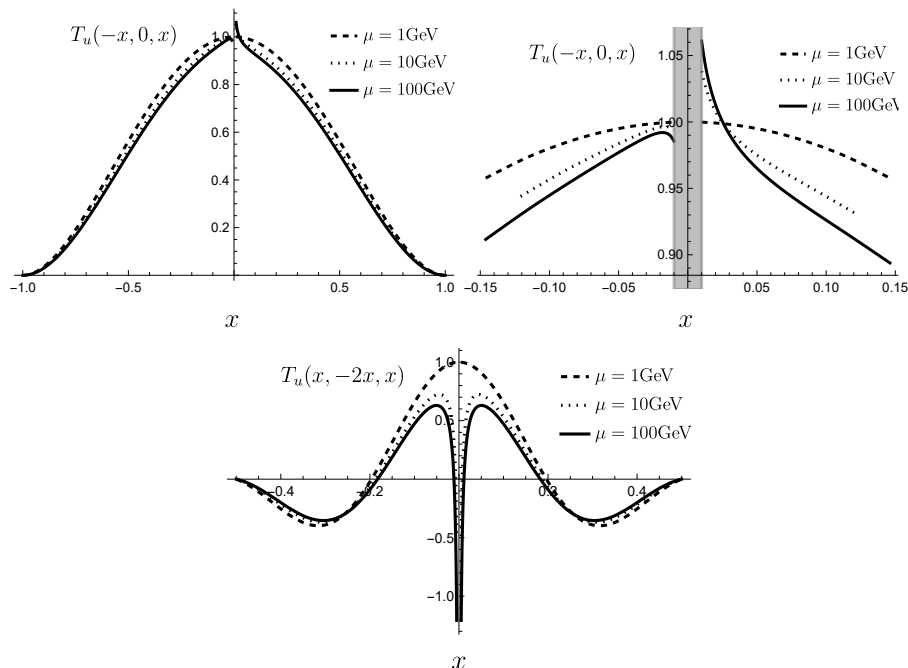 T_u(−x, 0, x)
μ = 1GeV
μ = 10GeV
μ = 100GeV
1.0
0.8
0.6
0.4
0.2
−1.0 −0.5 0.5 1.0
x
T_u(−x, 0, x)
μ = 1GeV
μ = 10GeV
μ = 100GeV
1.05
1.00
0.95
0.90
−0.15 −0.10 −0.05 0.05 0.10 0.15
x
T_u(x, −2x, x)
μ = 1GeV
μ = 10GeV
μ = 100GeV
1.0
0.5
−0.4 −0.2 0.2 0.4
−0.5
−1.0
x